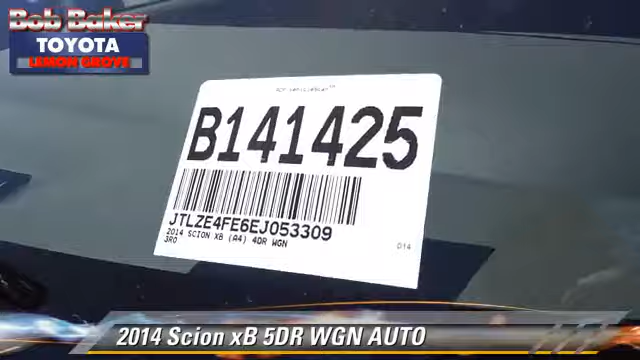 Bob Baker
TOYOTA
LEMON GROVE
B141425
JTLZE4FE6EJ053309
2014 SCION XB (A4) 4DR WGN
3R0
D14
2014 Scion xB 5DR WGN AUTO